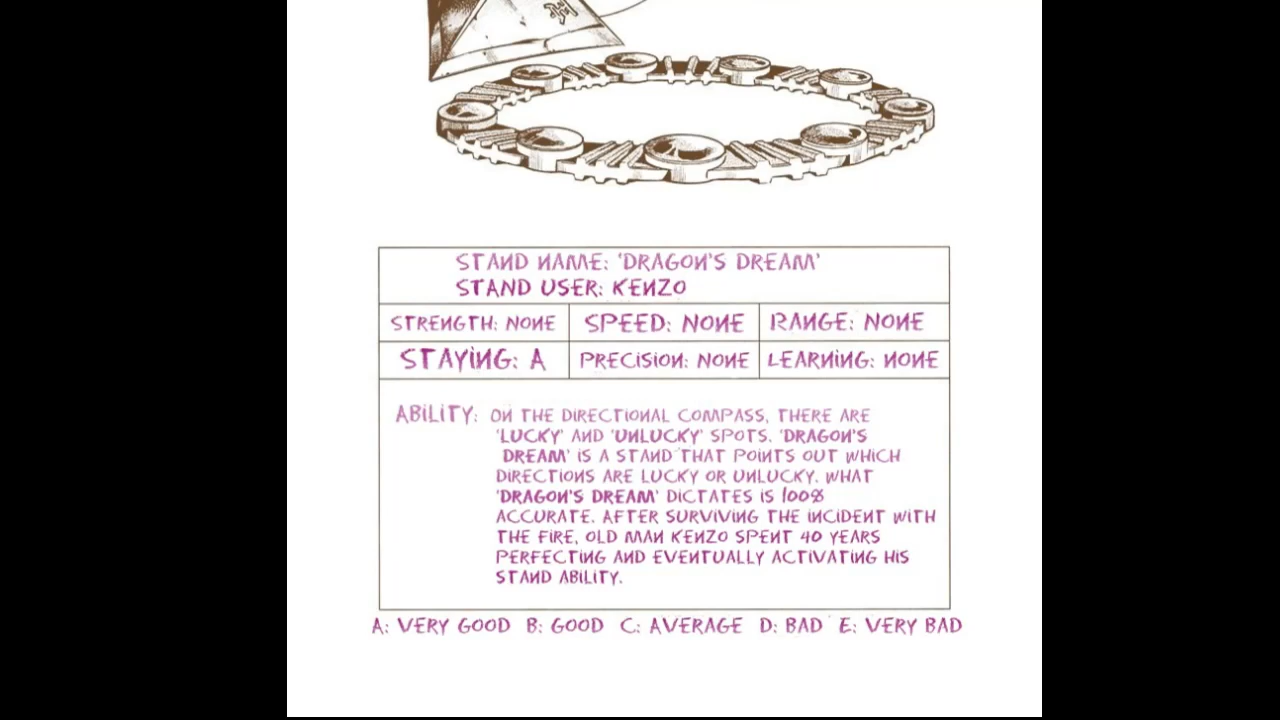 STAND NAME: 'DRAGON'S DREAM'
STAND USER: KENZO
STRENGTH: NONE SPEED: NONE RANGE: NONE
STAYING: A PRECISION: NONE LEARNING: NONE
ABILITY: ON THE DIRECTIONAL COMPASS, THERE ARE
'LUCKY' AND 'UNLUCKY' SPOTS. 'DRAGON'S
DREAM' IS A STAND THAT POINTS OUT WHICH
DIRECTIONS ARE LUCKY OR UNLUCKY. WHAT
'DRAGON'S DREAM' DICTATES IS 100%
ACCURATE. AFTER SURVIVING THE INCIDENT WITH
THE FIRE, OLD MAN KENZO SPENT 40 YEARS
PERFECTING AND EVENTUALLY ACTIVATING HIS
STAND ABILITY.
A: VERY GOOD B: GOOD C: AVERAGE D: BAD E: VERY BAD